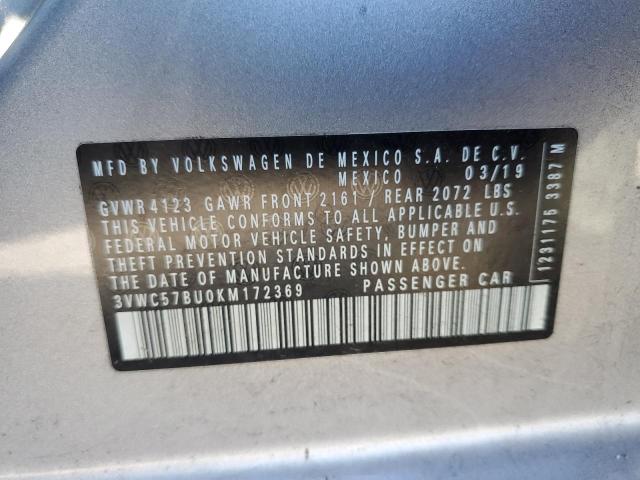 MFD BY VOLKSWAGEN DE MEXICO S.A. DE C.V.
MEXICO 03/19
GVWR 4123 GAWR FRONT 2161 / REAR 2072 LBS
THIS VEHICLE CONFORMS TO ALL APPLICABLE U.S.
FEDERAL MOTOR VEHICLE SAFETY, BUMPER AND
THEFT PREVENTION STANDARDS IN EFFECT ON
THE DATE OF MANUFACTURE SHOWN ABOVE.
3VWC57BU0KM172369 PASSENGER CAR
12911175 3387 M